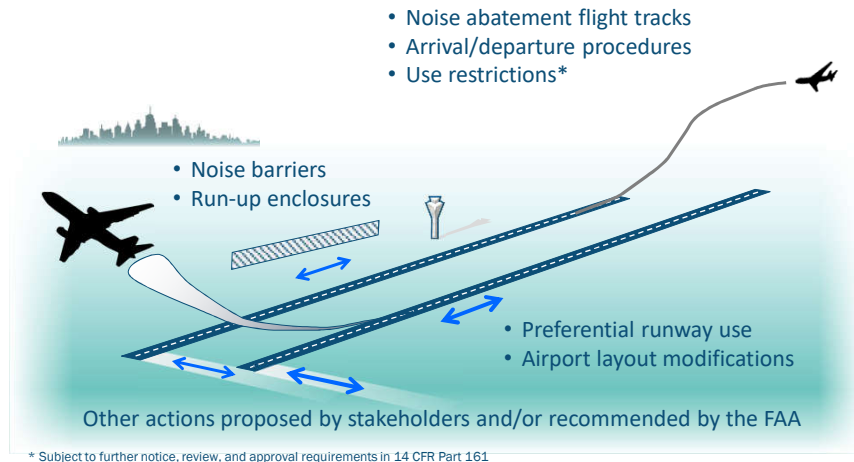 • Noise abatement flight tracks
• Arrival/departure procedures
• Use restrictions*
• Noise barriers
• Run-up enclosures
• Preferential runway use
• Airport layout modifications
Other actions proposed by stakeholders and/or recommended by the FAA
* Subject to further notice, review, and approval requirements in 14 CFR Part 161